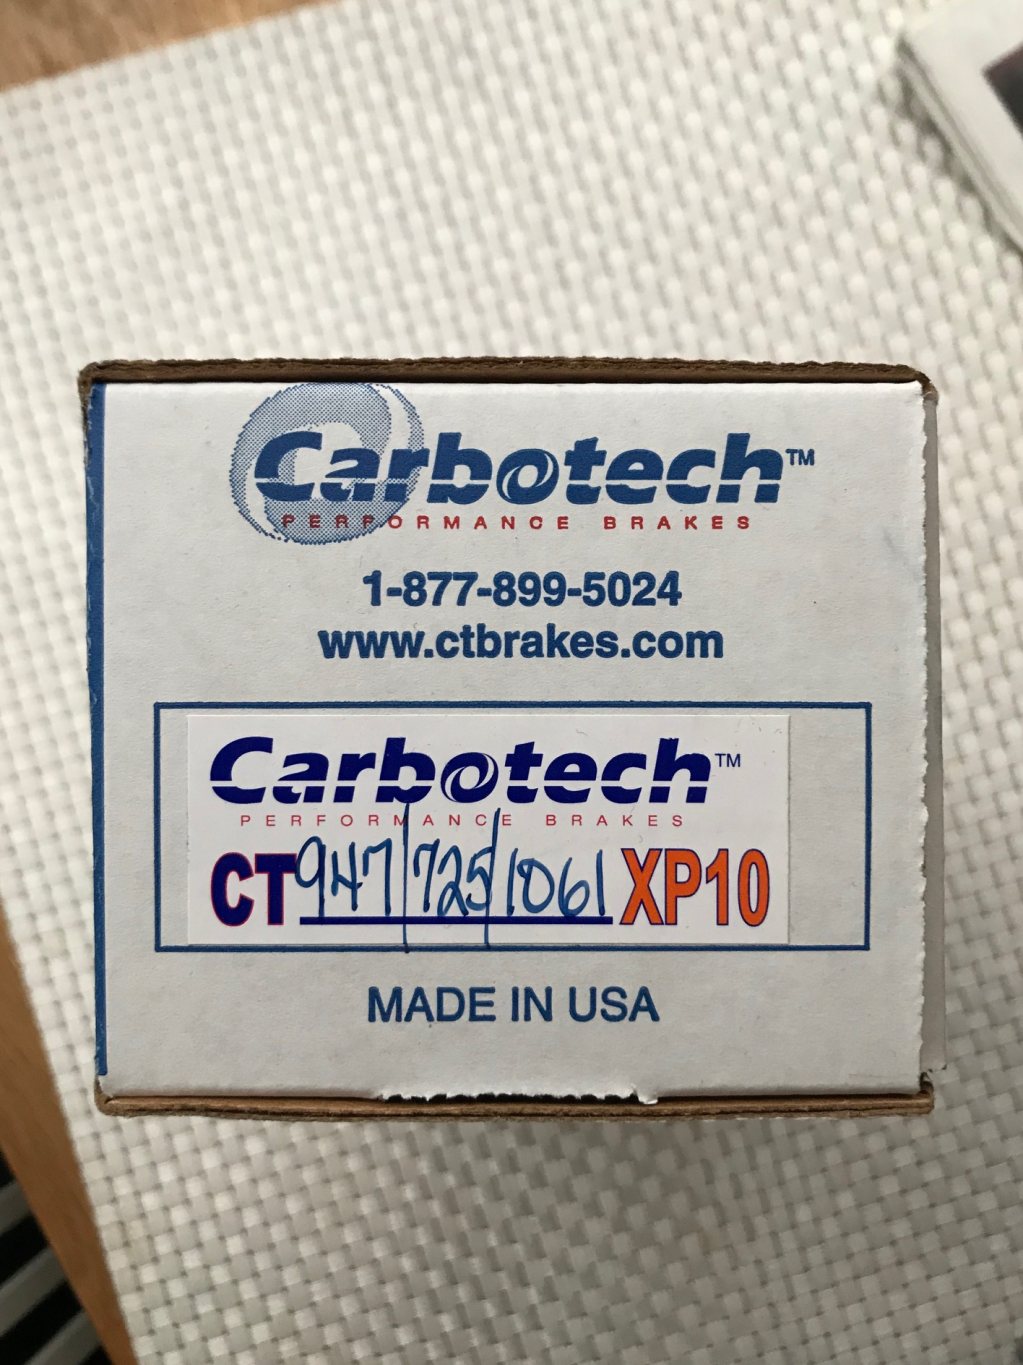 Carbotech™
PERFORMANCE BRAKES
1-877-899-5024
www.ctbrakes.com
Carbotech™
PERFORMANCE BRAKES
CT947/725/1061 XP10
MADE IN USA